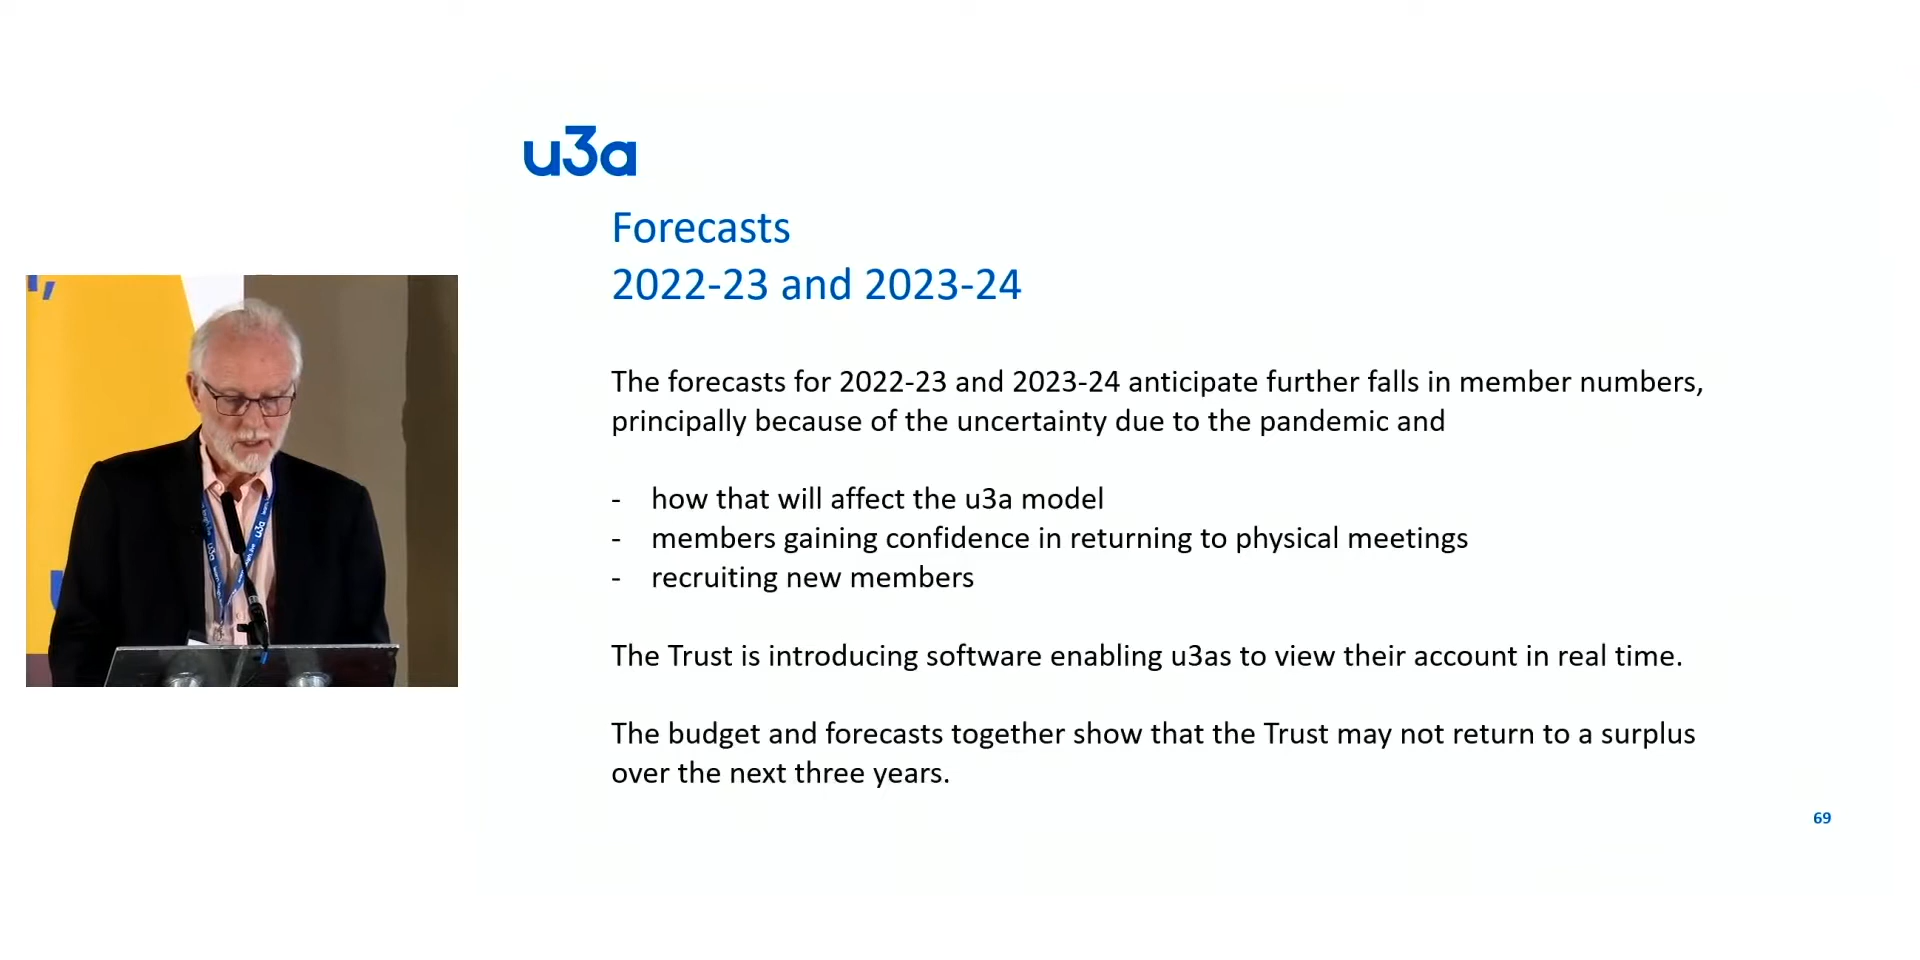 u3a
Forecasts
2022-23 and 2023-24
The forecasts for 2022-23 and 2023-24 anticipate further falls in member numbers,
principally because of the uncertainty due to the pandemic and
- how that will affect the u3a model
- members gaining confidence in returning to physical meetings
- recruiting new members
The Trust is introducing software enabling u3as to view their account in real time.
The budget and forecasts together show that the Trust may not return to a surplus
over the next three years.
69
u3a
u3a